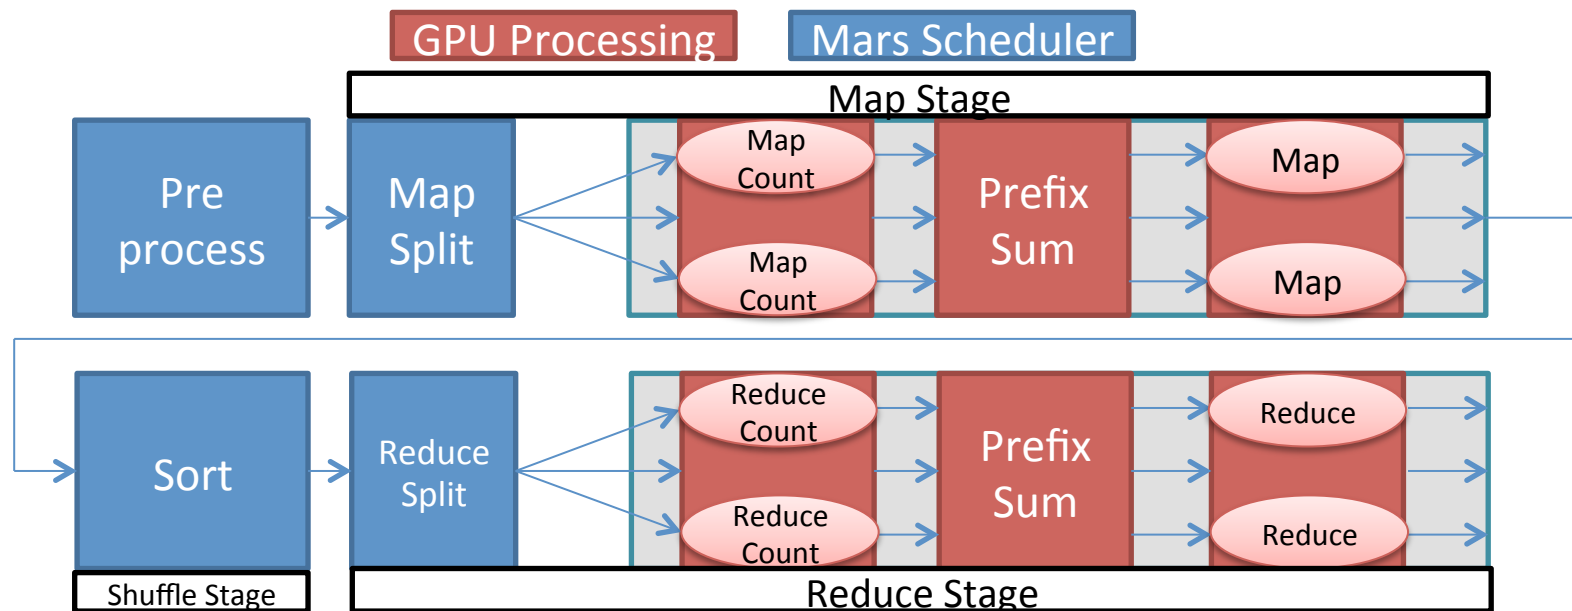 GPU Processing
Mars Scheduler
Map Stage
Pre
process
Map
Split
Map
Count
Map
Count
Prefix
Sum
Map
Map
Sort
Reduce
Split
Reduce
Count
Reduce
Count
Prefix
Sum
Reduce
Reduce
Shuffle Stage
Reduce Stage